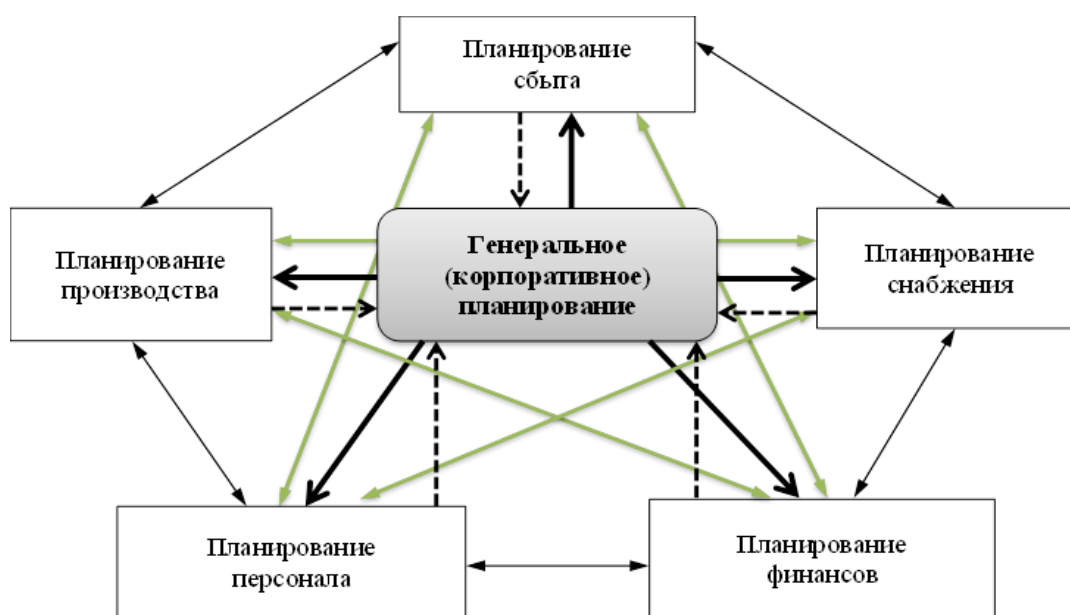 Планирование
сбыта
Планирование
производства
Генеральное
(корпоративное)
планирование
Планирование
снабжения
Планирование
персонала
Планирование
финансов